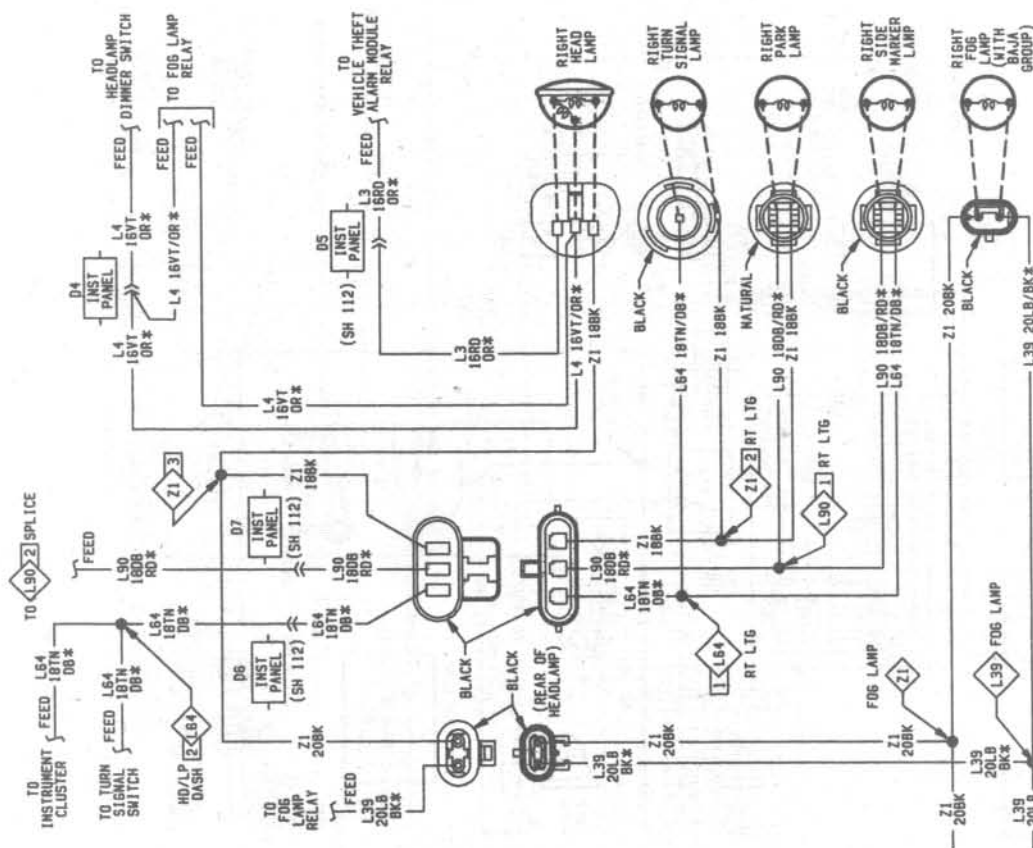 TO
HEADLAMP
DIMMER SWITCH
TO FOG LAMP
RELAY
TO
VEHICLE THEFT
ALARM MODULE
RELAY
RIGHT
HEAD
LAMP
RIGHT
TURN
SIGNAL
LAMP
RIGHT
PARK
LAMP
RIGHT
SIDE
MARKER
LAMP
RIGHT
FOG
LAMP
(WITH
BAJA
GROUP)
FEED
FEED
FEED
FEED
L4
16VT
OR*
L4 16VT/OR*
L3
16RD
OR*
D4
INST
PANEL
D5
INST
PANEL
(SH 112)
L4
16VT
OR*
L4
16VT
OR*
L3
16RD
OR*
L4 16VT/OR*
Z1 18BK
BLACK
L64 18TN/DB*
Z1 18BK
NATURAL
L90 18DB/RD*
Z1 18BK
BLACK
L90 18DB/RD*
L64 18TN/DB*
Z1 20BK
BLACK
L39 20LB/BK*
TO L90 2 SPLICE
FEED
L90
18DB
RD*
Z1 3
D7
INST
PANEL
(SH 112)
Z1
18BK
L90
18DB
RD*
L64
18TN
DB*
L64
18TN
DB*
D6
INST
PANEL
(SH 112)
BLACK
Z1
18BK
L90
18DB
RD*
L64
18TN
DB*
Z1 2 RT LTG
L90 1 RT LTG
1 L64
RT LTG
TO
INSTRUMENT
CLUSTER
FEED
L64
18TN
DB*
TO TURN
SIGNAL
SWITCH
FEED
L64
18TN
DB*
HD/LP 2 L64
DASH
Z1
20BK
TO
FOG
LAMP
RELAY
FEED
L39
20LB
BK*
BLACK
(REAR OF
HEADLAMP)
Z1
20BK
L39
20LB
BK*
FOG LAMP
Z1
L39 FOG LAMP
Z1
20BK
L39
20LB
BK*
Z1
20BK
L39
20LB